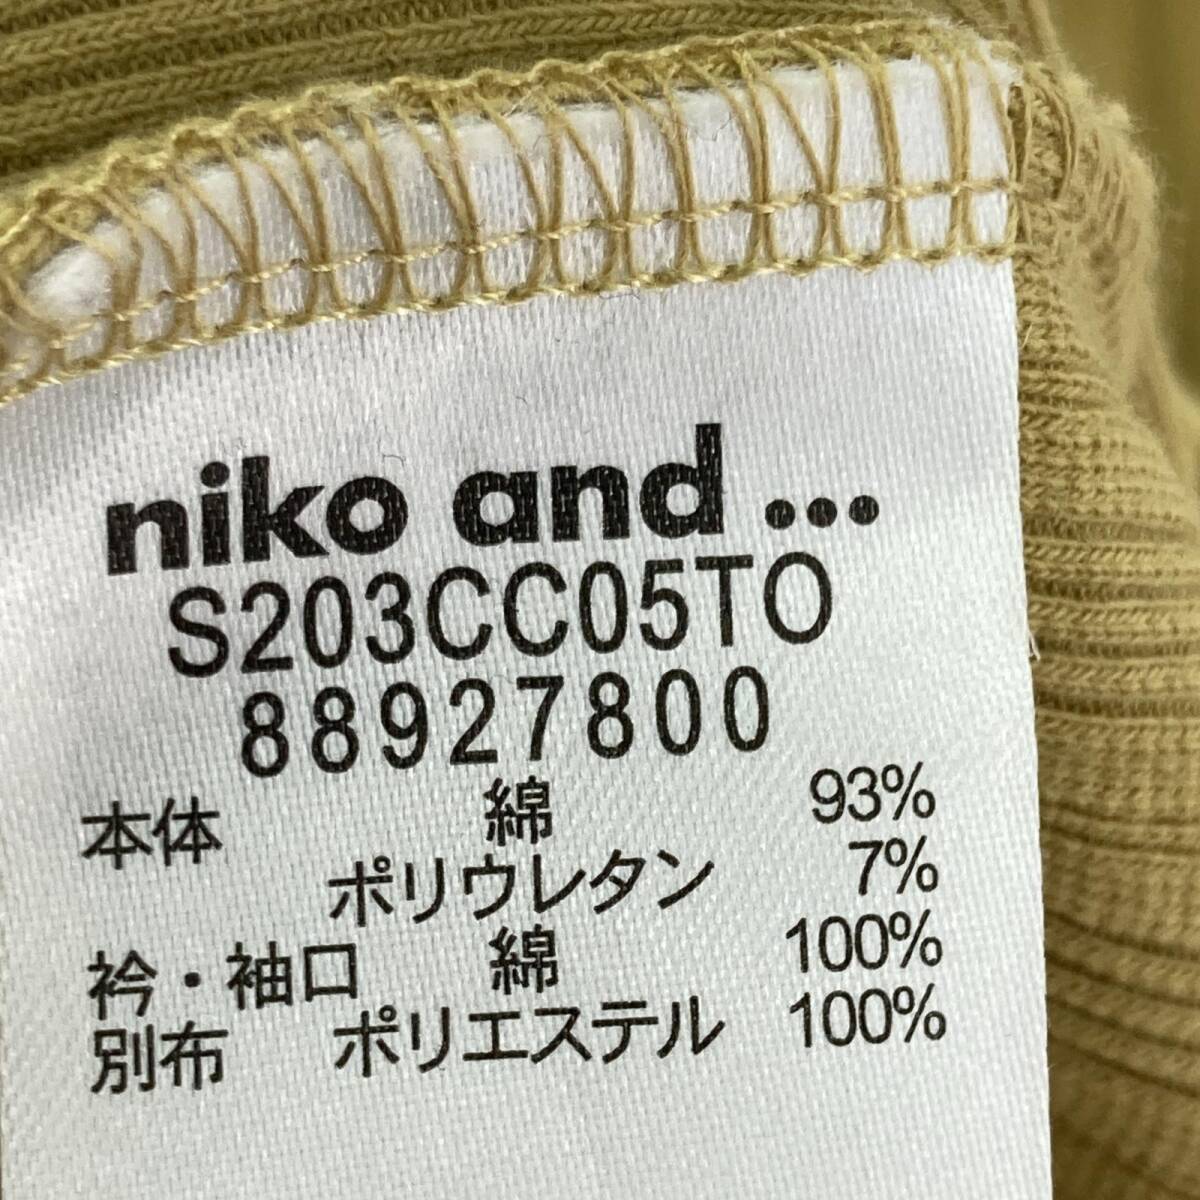 niko and ...
S203CC05TO
88927800
本体 綿 93%
ポリウレタン 7%
衿・袖口 綿 100%
別布 ポリエステル 100%